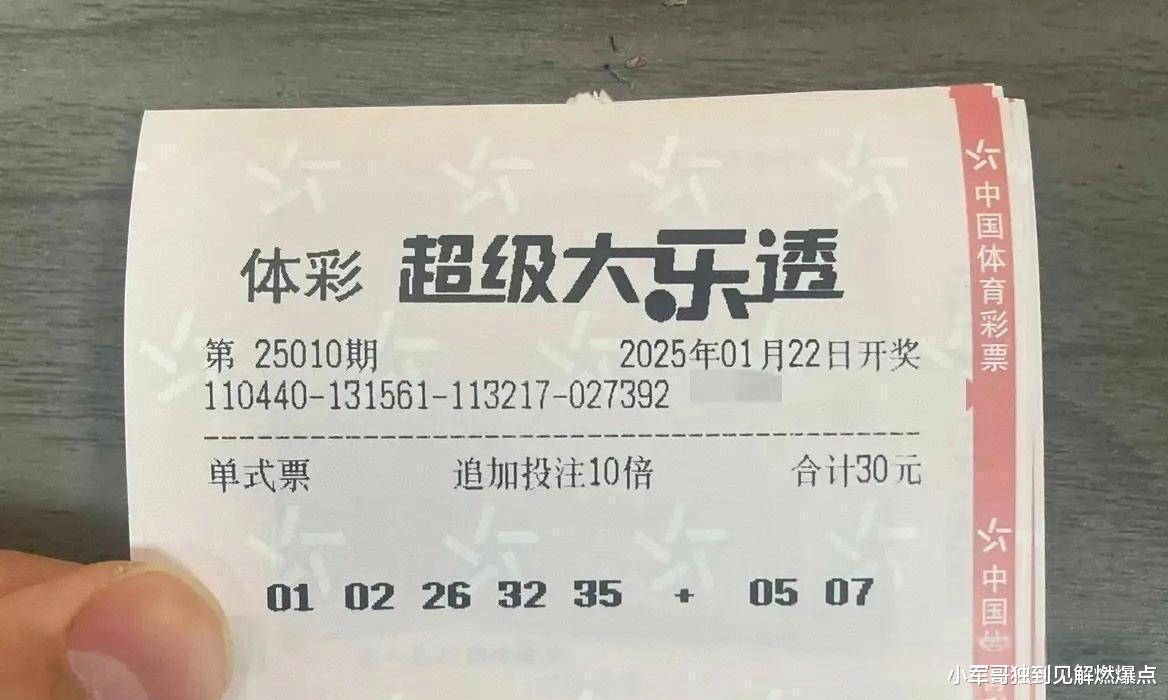 体彩 超级大乐透
第 25010期 2025年01月22日开奖
110440-131561-113217-027392
单式票 追加投注10倍 合计30元
01 02 26 32 35 + 05 07
中国体育彩票
中国
小军哥独到见解燃爆点